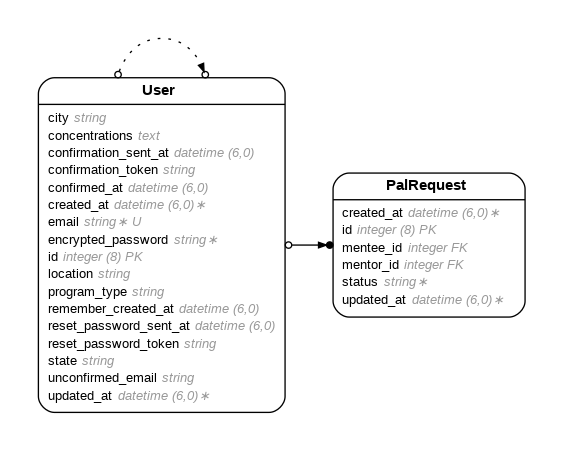 User
city string
concentrations text
confirmation_sent_at datetime (6,0)
confirmation_token string
confirmed_at datetime (6,0)
created_at datetime (6,0)∗
email string∗ U
encrypted_password string∗
id integer (8) PK
location string
program_type string
remember_created_at datetime (6,0)
reset_password_sent_at datetime (6,0)
reset_password_token string
state string
unconfirmed_email string
updated_at datetime (6,0)∗
PalRequest
created_at datetime (6,0)∗
id integer (8) PK
mentee_id integer FK
mentor_id integer FK
status string∗
updated_at datetime (6,0)∗